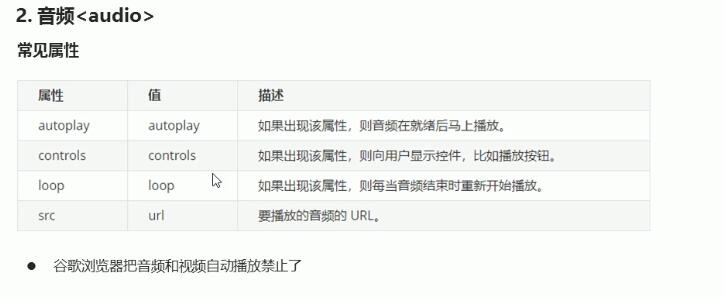 2. 音频<audio>
常见属性
属性 值 描述
autoplay autoplay 如果出现该属性，则音频在就绪后马上播放。
controls controls 如果出现该属性，则向用户显示控件，比如播放按钮。
loop loop 如果出现该属性，则每当音频结束时重新开始播放。
src url 要播放的音频的 URL。
● 谷歌浏览器把音频和视频自动播放禁止了